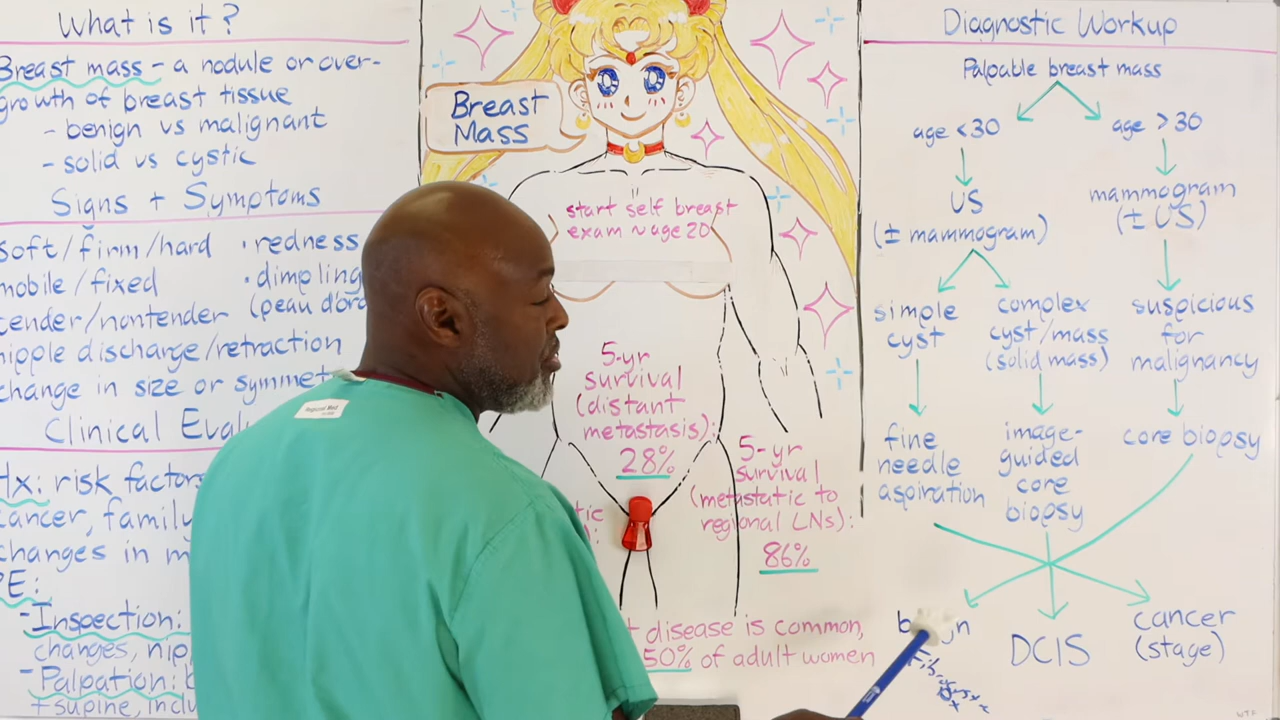 What is it?
Breast mass - a nodule or over-
growth of breast tissue
- benign vs malignant
- solid vs cystic
Signs + Symptoms
soft/firm/hard
mobile/fixed
tender/nontender
nipple discharge/retraction
change in size or symmet
• redness
• dimpling
(peau d'ora
Clinical Eval
Hx: risk factors
cancer, family
changes in m
PE:
- Inspection:
changes, nipp
- Palpation: b
+ supine, inclu
Breast
Mass
start self breast
exam ~ age 20
5-yr
survival
(distant
metastasis):
28%
5-yr
survival
(metastatic to
regional LNs):
86%
tic
):
t disease is common,
50% of adult women
Diagnostic Workup
Palpable breast mass
age <30
age >30
US
(± mammogram)
mammogram
(± US)
simple
cyst
complex
cyst/mass
(solid mass)
suspicious
for
malignancy
fine
needle
aspiration
image-
guided
core
biopsy
core biopsy
DCIS
cancer
(stage)
WTF